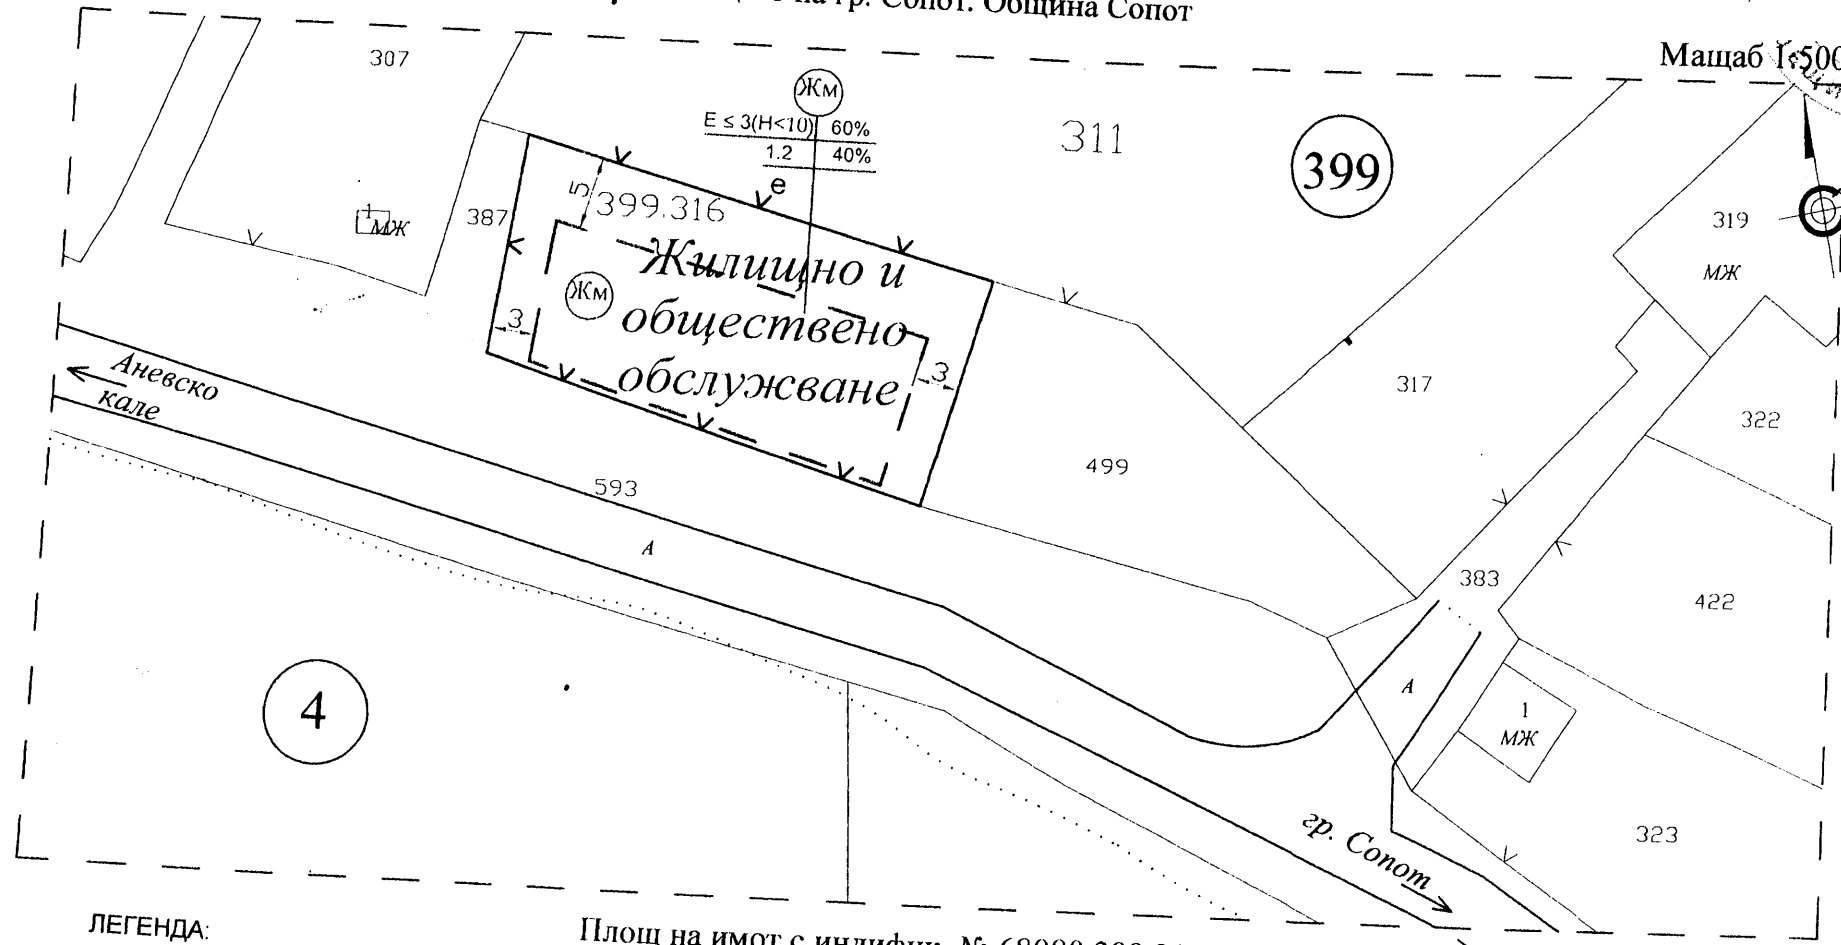 на гр. Сопот. Община Сопот
Мащаб 1:500
307
Жм
E ≤ 3(H<10) 60%
1.2 40%
е
311
399
319
МЖ
1
МЖ
387
5
399.316
Жилищно и
Жм
обществено
обслужване
3
3
317
322
Аневско
кале
499
593
А
383
422
4
А
1
МЖ
323
гр. Сопот
ЛЕГЕНДА:
Площ на имот с